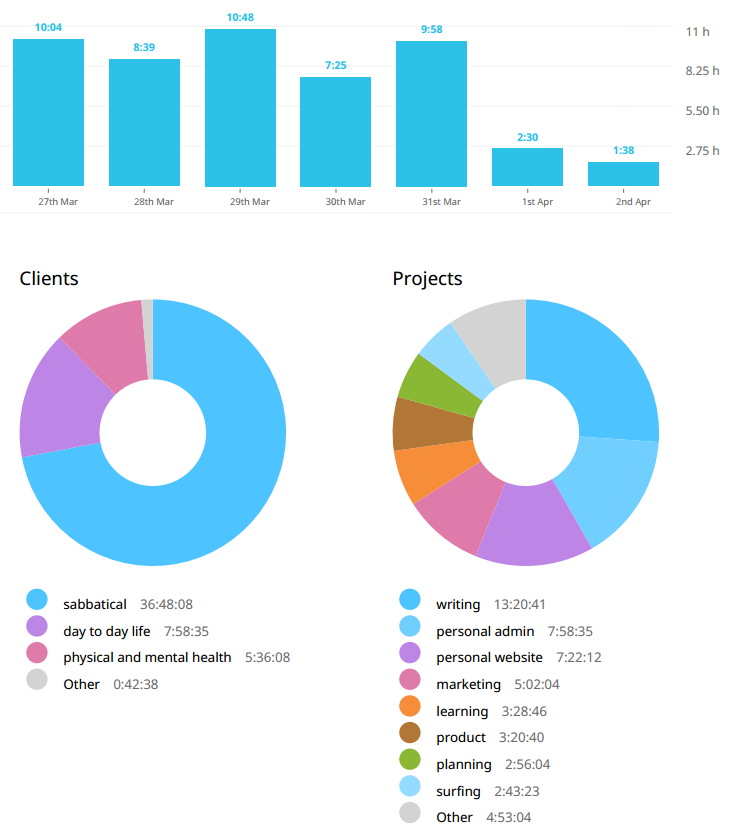 10:04 8:39 10:48 7:25 9:58 2:30 1:38
11 h
8.25 h
5.50 h
2.75 h
27th Mar 28th Mar 29th Mar 30th Mar 31st Mar 1st Apr 2nd Apr
Clients
sabbatical 36:48:08
day to day life 7:58:35
physical and mental health 5:36:08
Other 0:42:38
Projects
writing 13:20:41
personal admin 7:58:35
personal website 7:22:12
marketing 5:02:04
learning 3:28:46
product 3:20:40
planning 2:56:04
surfing 2:43:23
Other 4:53:04